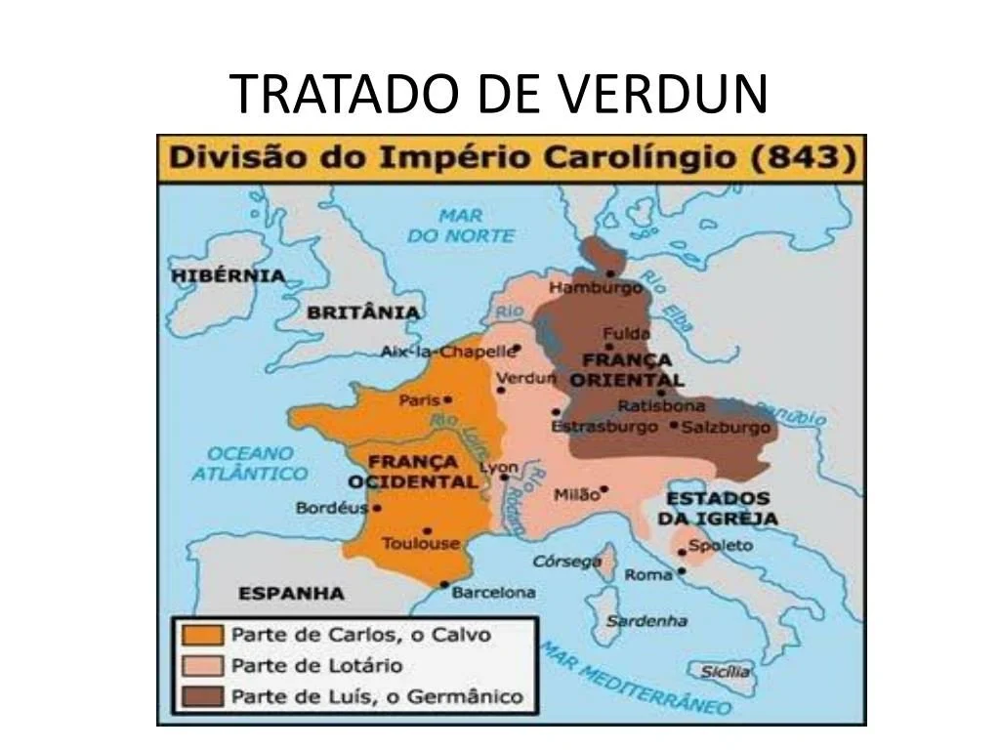 TRATADO DE VERDUN
Divisão do Império Carolíngio (843)
MAR
DO NORTE
HIBÉRNIA
BRITÂNIA
Hamburgo
Rio Elba
Rio
Fulda
FRANÇA
ORIENTAL
Aix-la-Chapelle
Verdun
Paris
Ratisbona
Danúbio
Estrasburgo
Salzburgo
Rio Loire
OCEANO
ATLÂNTICO
FRANÇA
OCIDENTAL
Lyon
Rio Ródano
Milão
ESTADOS
DA IGREJA
Bordéus
Toulouse
Spoleto
Córsega
Roma
ESPANHA
Barcelona
Sardenha
Sicília
MAR MEDITERRÂNEO
Parte de Carlos, o Calvo
Parte de Lotário
Parte de Luís, o Germânico